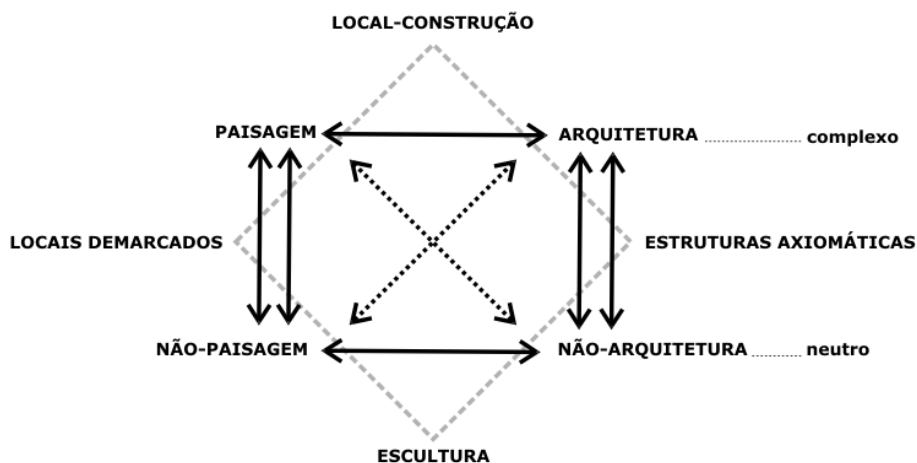 LOCAL-CONSTRUÇÃO
PAISAGEM
ARQUITETURA ..................... complexo
LOCAIS DEMARCADOS
ESTRUTURAS AXIOMÁTICAS
NÃO-PAISAGEM
NÃO-ARQUITETURA ........... neutro
ESCULTURA